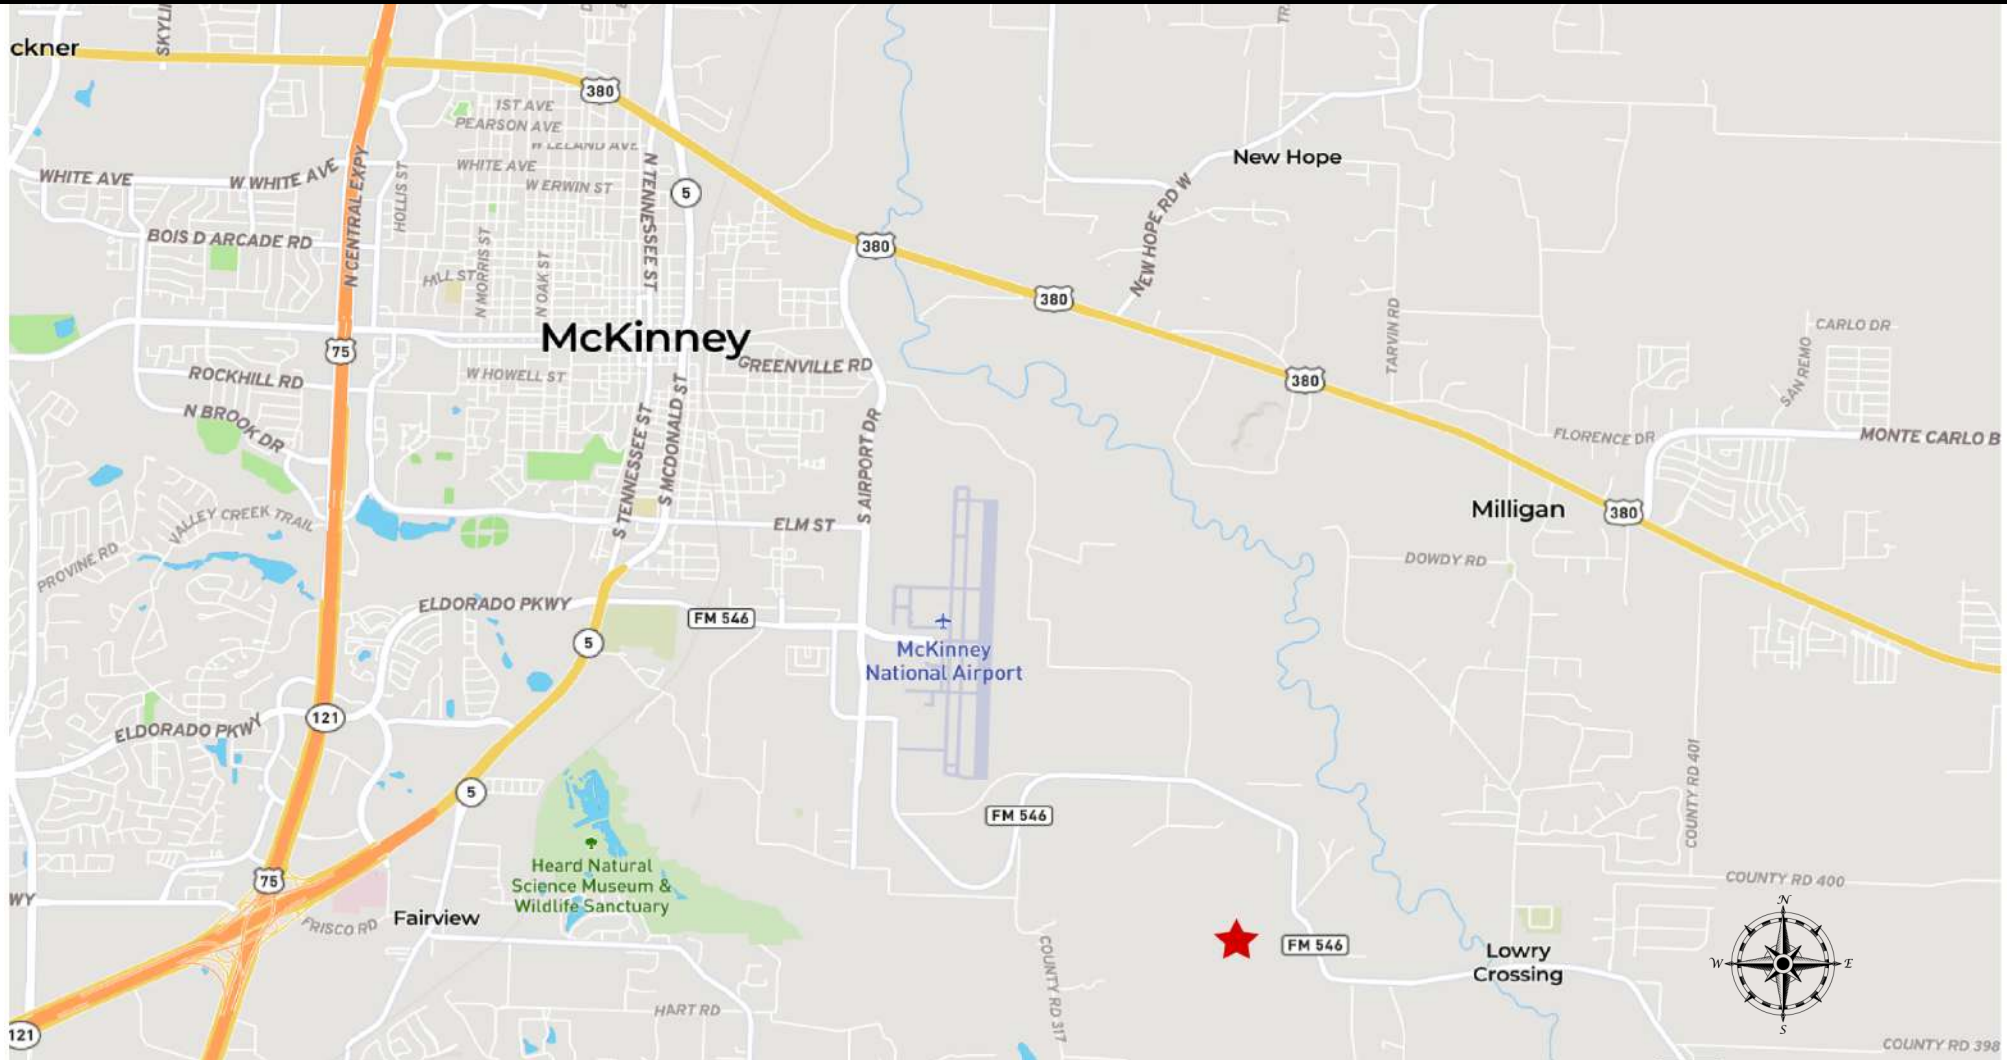 ckner
SKYLI
380
1ST AVE
PEARSON AVE
W LELAND AVE
WHITE AVE
W ERWIN ST
WHITE AVE
W WHITE AVE
N CENTRAL EXPY
HOLLIS ST
N TENNESSEE ST
5
New Hope
NEW HOPE RD W
BOIS D ARCADE RD
HILL ST
N MORRIS ST
N OAK ST
380
380
TARVIN RD
McKinney
75
GREENVILLE RD
ROCKHILL RD
W HOWELL ST
380
CARLO DR
SAN REMO
N BROOK DR
S TENNESSEE ST
S MCDONALD ST
S AIRPORT DR
FLORENCE DR
MONTE CARLO B
VALLEY CREEK TRAIL
PROVINE RD
ELM ST
Milligan
380
DOWDY RD
ELDORADO PKWY
FM 546
5
McKinney
National Airport
121
ELDORADO PKWY
5
FM 546
COUNTY RD 401
Heard Natural
Science Museum &
Wildlife Sanctuary
75
WY
FRISCO RD
Fairview
COUNTY RD 400
COUNTY RD 317
FM 546
Lowry
Crossing
N
W
E
S
HART RD
121
COUNTY RD 398